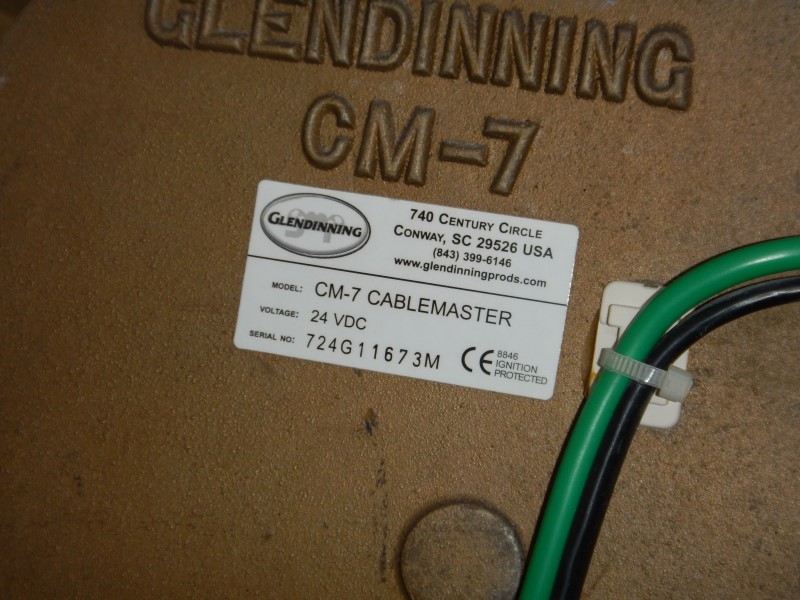 GLENDINNING
CM-7
GLENDINNING
740 CENTURY CIRCLE
CONWAY, SC 29526 USA
(843) 399-6146
www.glendinningprods.com
MODEL: CM-7 CABLEMASTER
VOLTAGE: 24 VDC
SERIAL NO: 724G11673M
CE 8846
IGNITION
PROTECTED